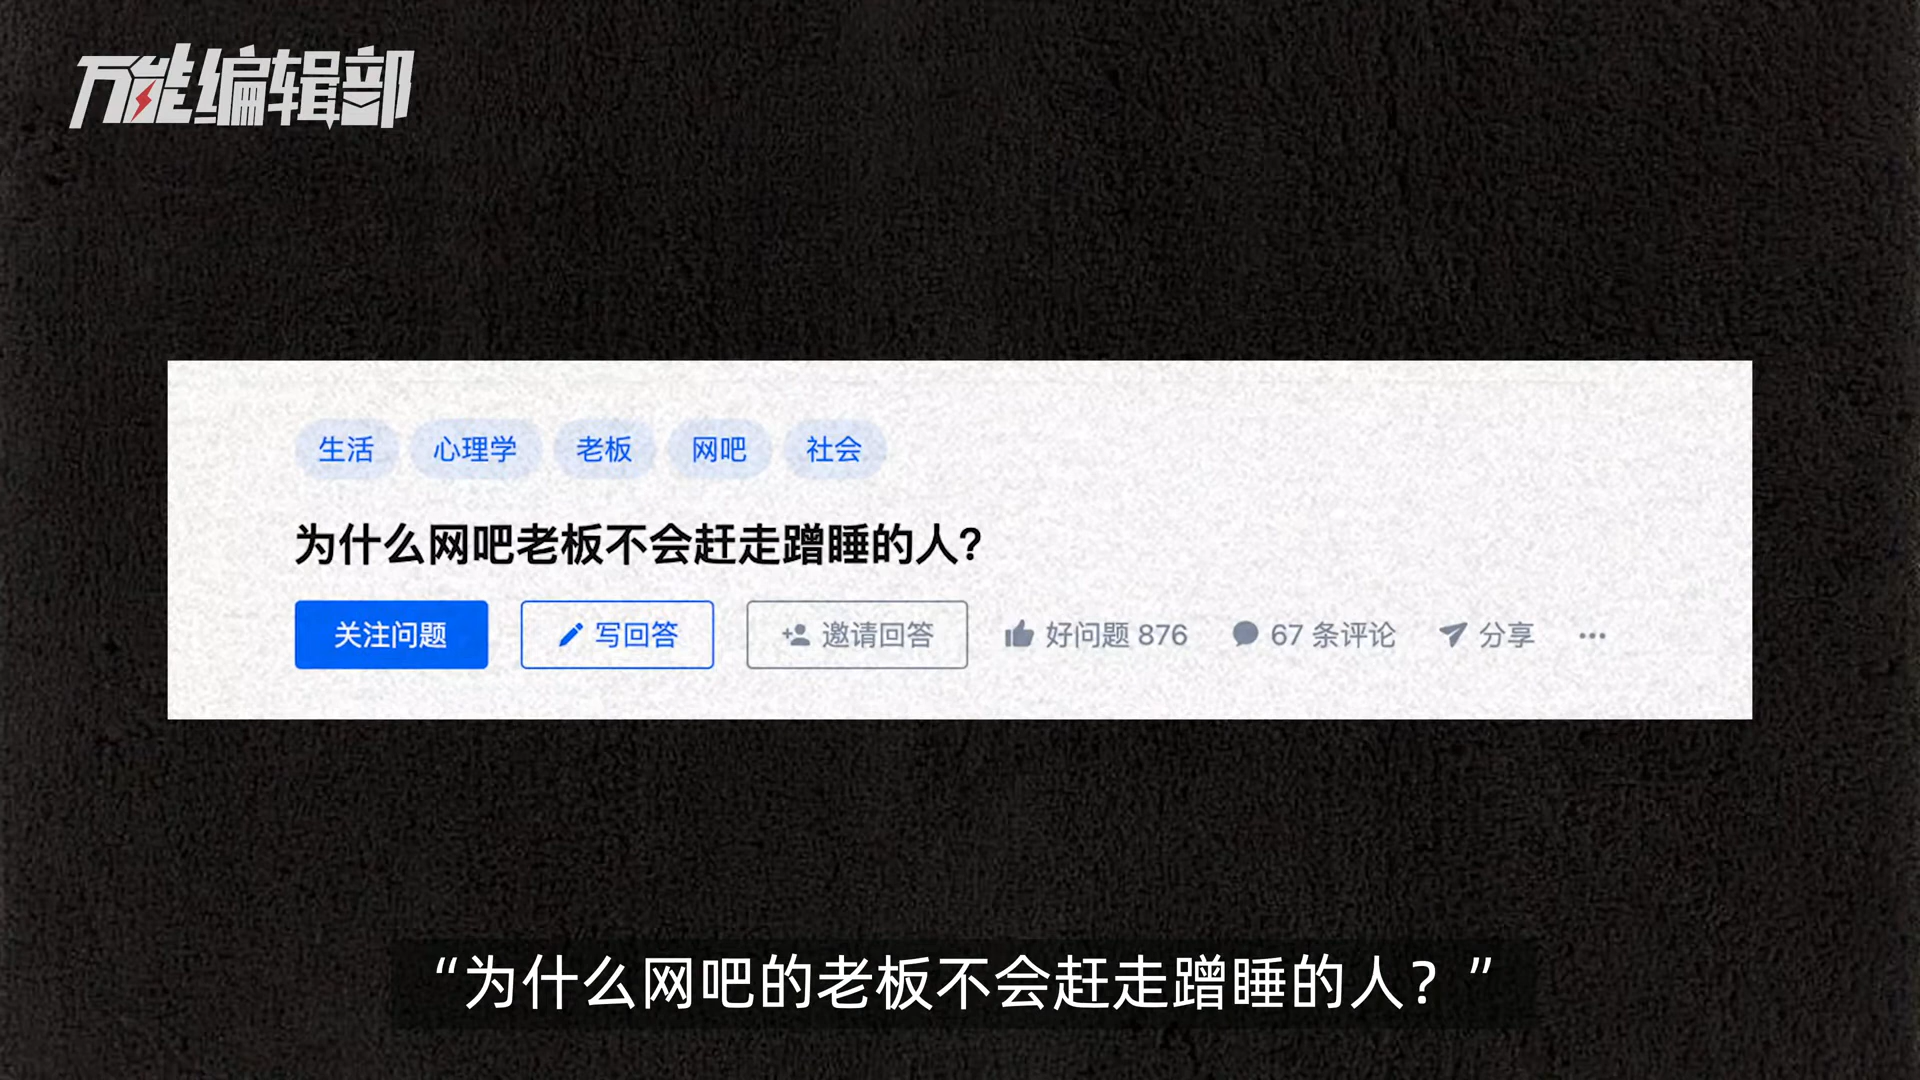 万能编辑部
生活 心理学 老板 网吧 社会
为什么网吧老板不会赶走蹭睡的人?
关注问题 写回答 邀请回答 好问题 876 67 条评论 分享 ...
“为什么网吧的老板不会赶走蹭睡的人？”